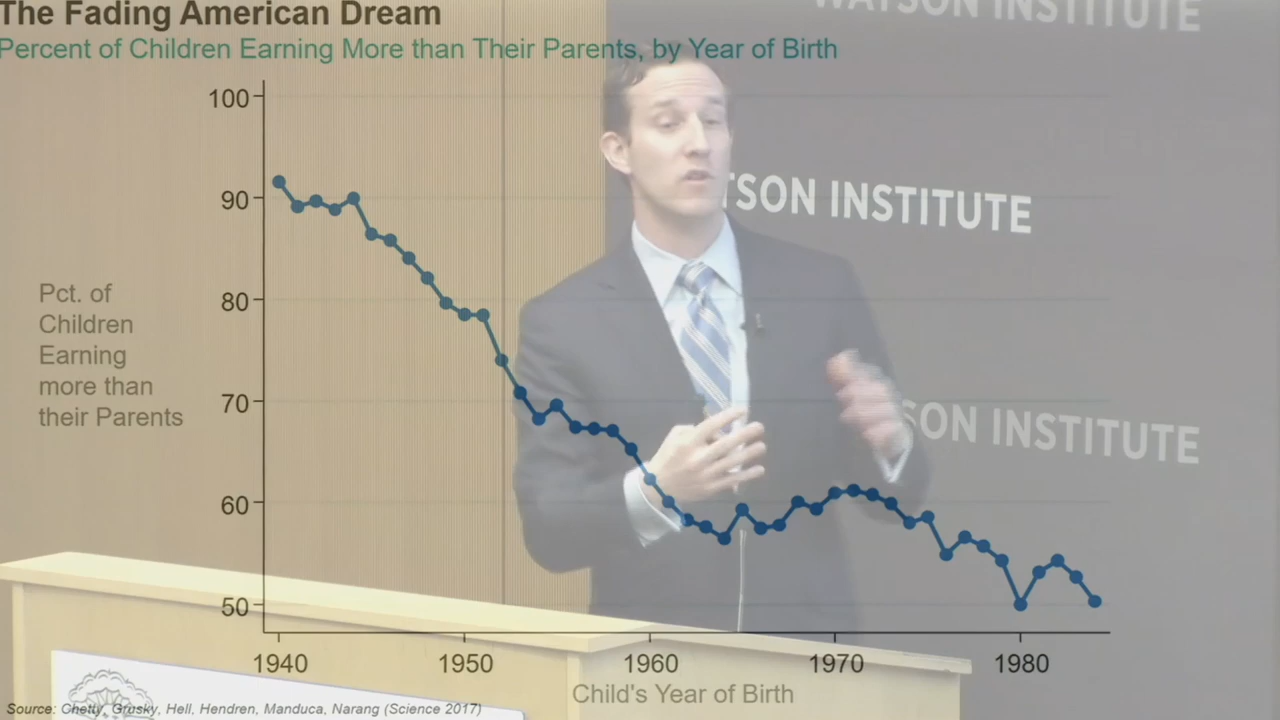 The Fading American Dream
Percent of Children Earning More than Their Parents, by Year of Birth
WATSON INSTITUTE
TSON INSTITUTE
SON INSTITUTE
Pct. of
Children
Earning
more than
their Parents
100
90
80
70
60
50
1940 1950 1960 1970 1980
Child's Year of Birth
Source: Chetty, Grusky, Hell, Hendren, Manduca, Narang (Science 2017)